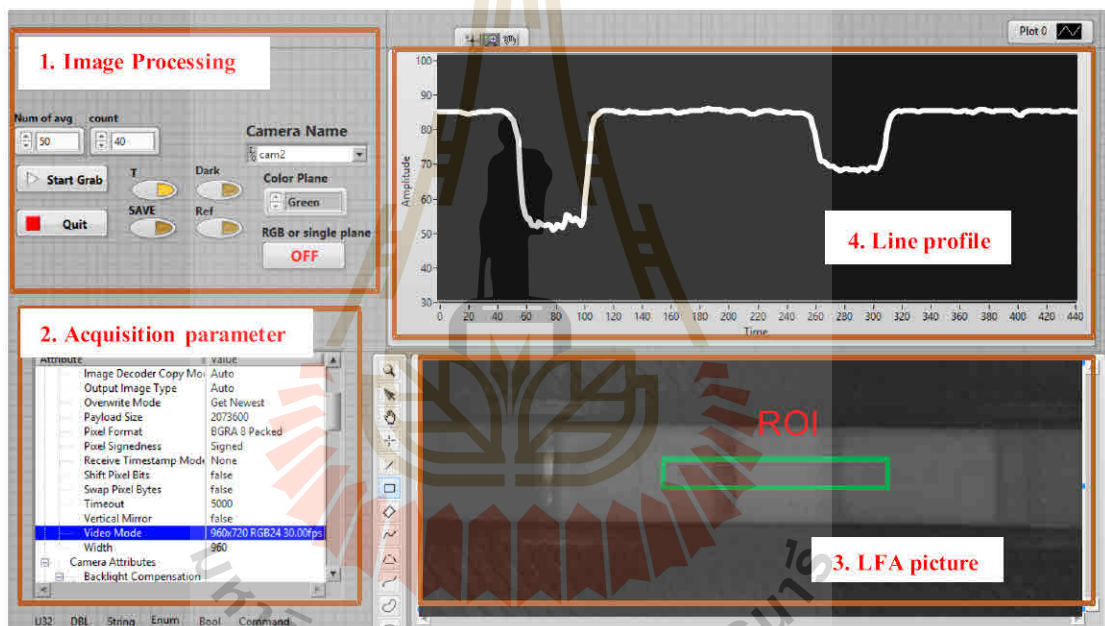 1. Image Processing
Num of avg count
50 40
Camera Name
cam2
Start Grab
T
Dark
Color Plane
Green
SAVE
Ref
Quit
RGB or single plane
OFF
2. Acquisition parameter
Attribute Value
Image Decoder Copy Mo Auto
Output Image Type Auto
Overwrite Mode Get Newest
Payload Size 2073600
Pixel Format BGRA 8 Packed
Pixel Signedness Signed
Receive Timestamp Mode None
Shift Pixel Bits false
Swap Pixel Bytes false
Timeout 5000
Vertical Mirror false
Video Mode 960x720 RGB24 30.00fps
Width 960
Camera Attributes
Backlight Compensation
U32 DBL String Enum Bool Command
Plot 0
100
90
80
70
60
50
40
30
Amplitude
4. Line profile
0 20 40 60 80 100 120 140 160 180 200 220 240 260 280 300 320 340 360 380 400 420 440
Time
ROI
3. LFA picture